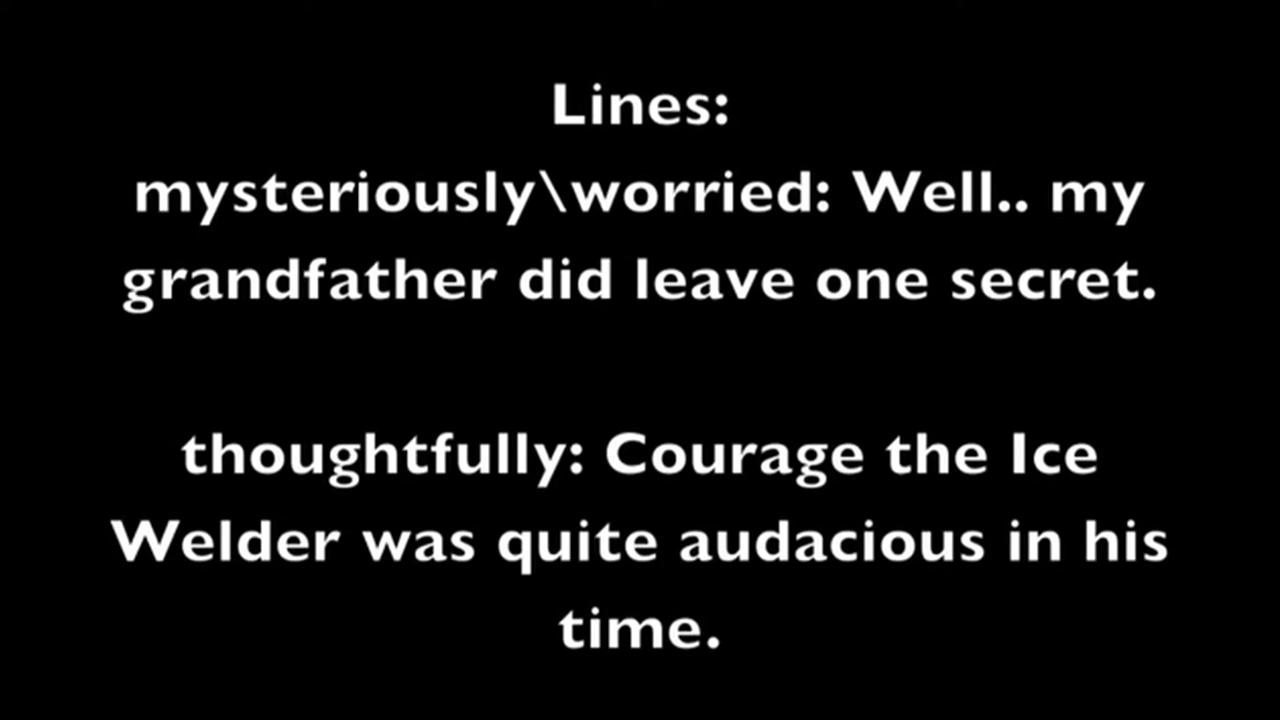 Lines:
mysteriously\worried: Well.. my
grandfather did leave one secret.
thoughtfully: Courage the Ice
Welder was quite audacious in his
time.